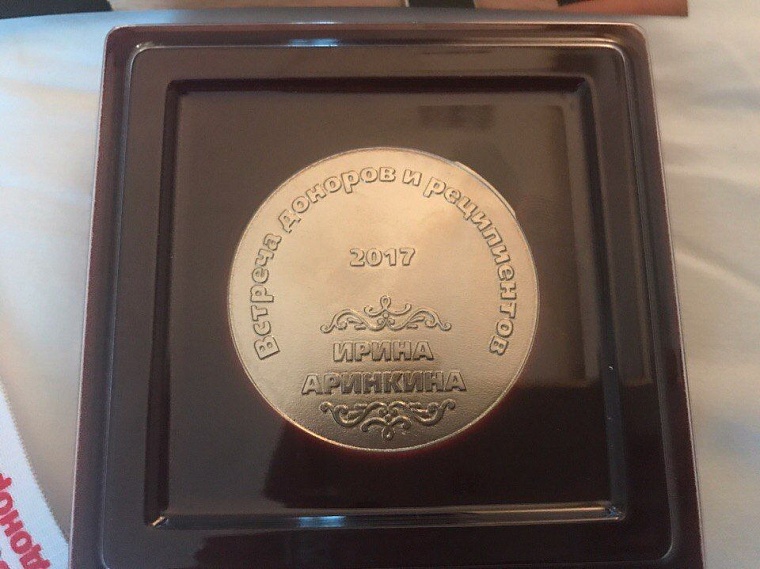 Встреча доноров и реципиентов
2017
ИРИНА
АРИНКИНА